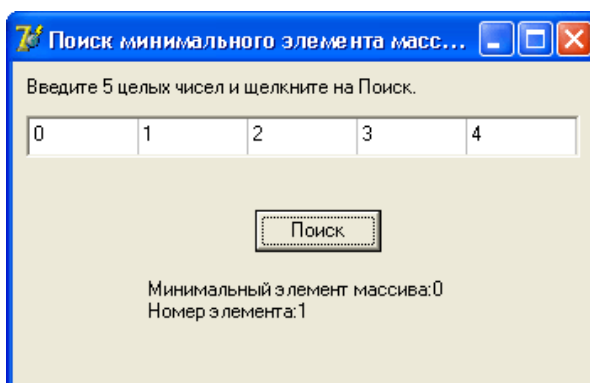 Поиск минимального элемента масс...
Введите 5 целых чисел и щелкните на Поиск.
0 1 2 3 4
Поиск
Минимальный элемент массива:0
Номер элемента:1